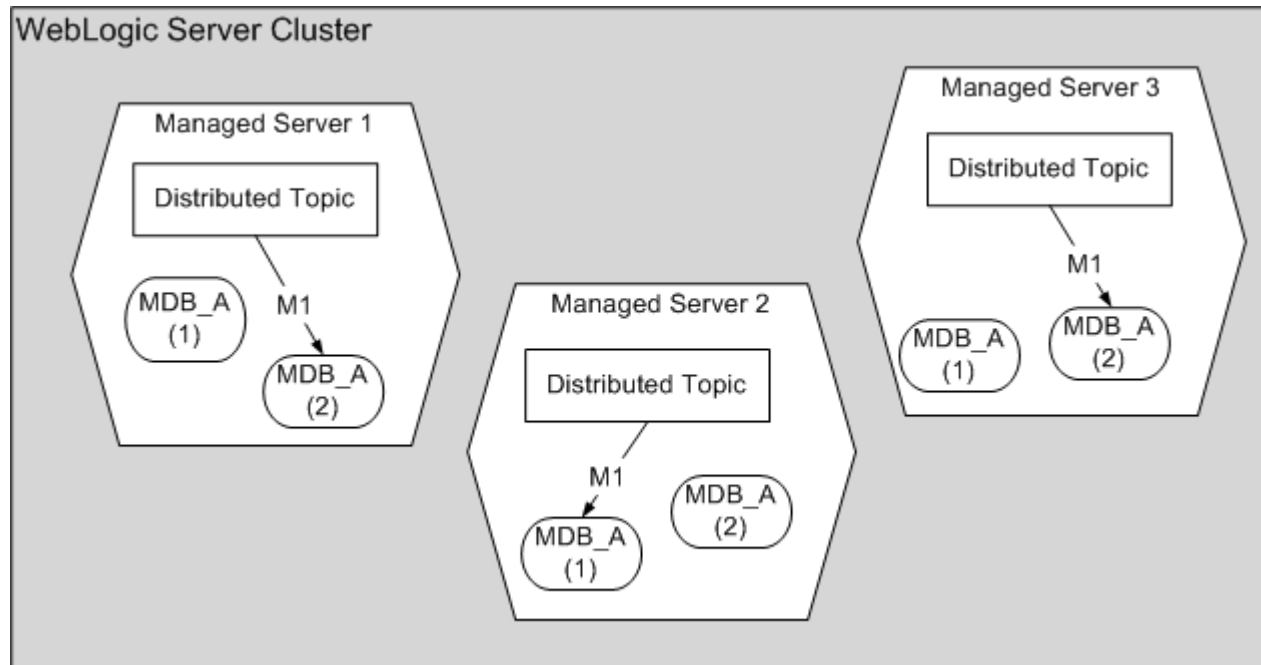 WebLogic Server Cluster
Managed Server 1
Distributed Topic
MDB_A
(1)
M1
MDB_A
(2)
Managed Server 2
Distributed Topic
M1
MDB_A
(1)
MDB_A
(2)
Managed Server 3
Distributed Topic
M1
MDB_A
(1)
MDB_A
(2)